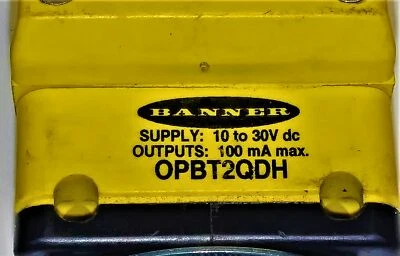 BANNER
SUPPLY: 10 to 30V dc
OUTPUTS: 100 mA max.
OPBT2QDH